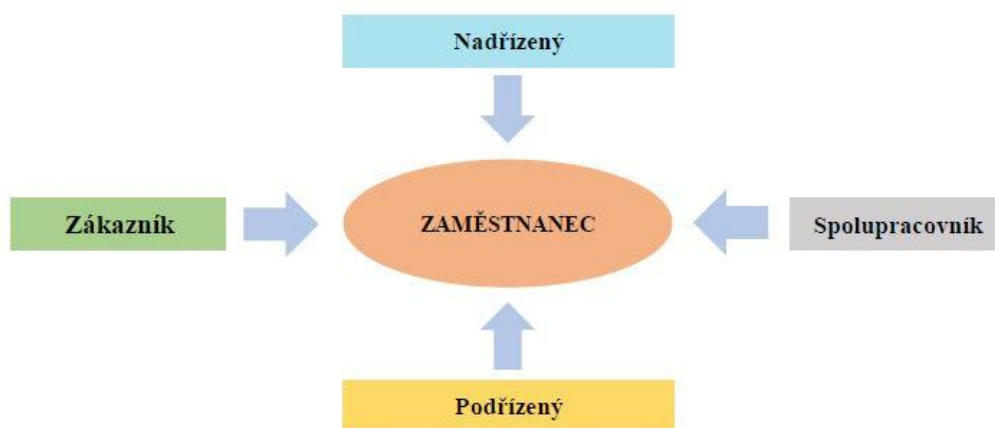 Nadřízený
Zákazník
ZAMĚSTNANEC
Spolupracovník
Podřízený